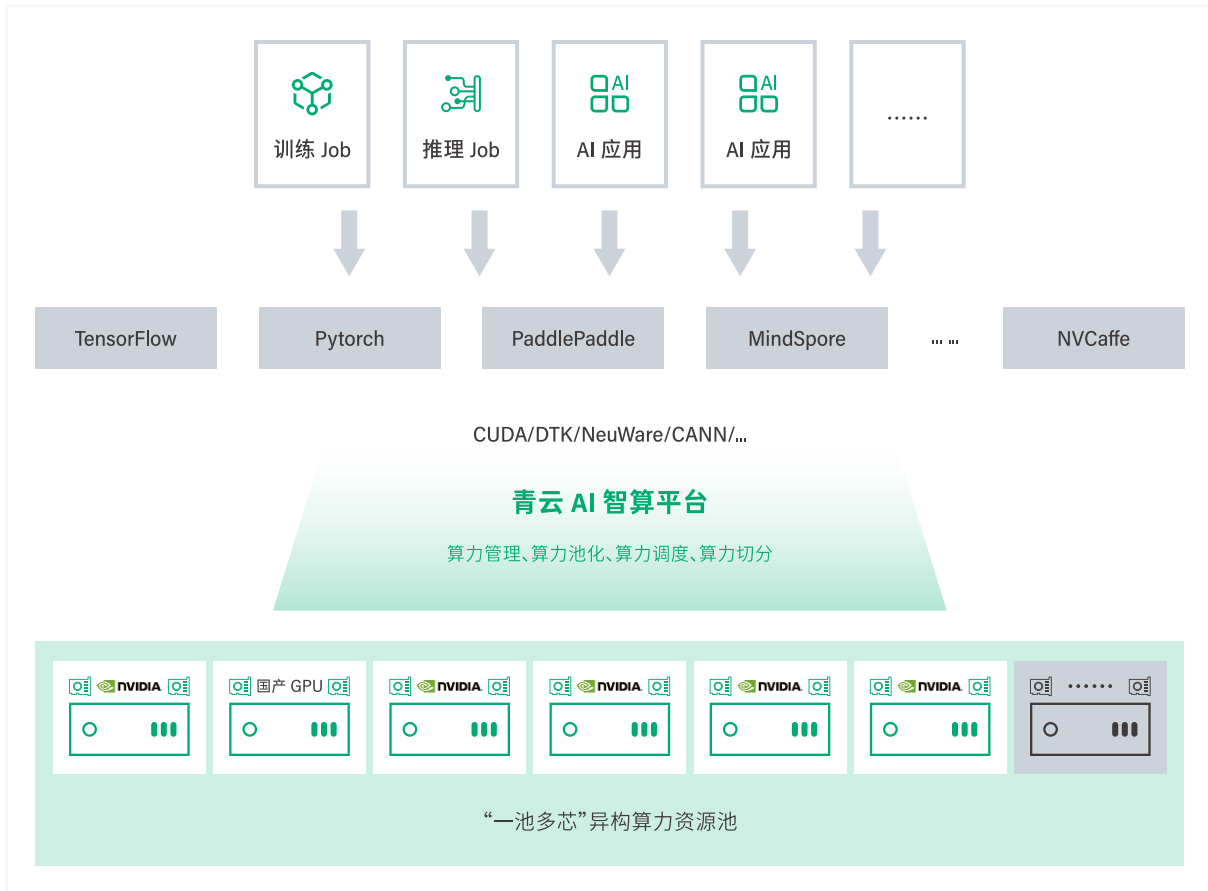 AI AI
训练 Job 推理 Job AI 应用 AI 应用 ······
TensorFlow Pytorch PaddlePaddle MindSpore ... ... NVCaffe
CUDA/DTK/NeuWare/CANN/...
青云 AI 智算平台
算力管理、算力池化、算力调度、算力切分
NVIDIA. 国产 GPU NVIDIA. NVIDIA. NVIDIA. NVIDIA. ······
“一池多芯”异构算力资源池